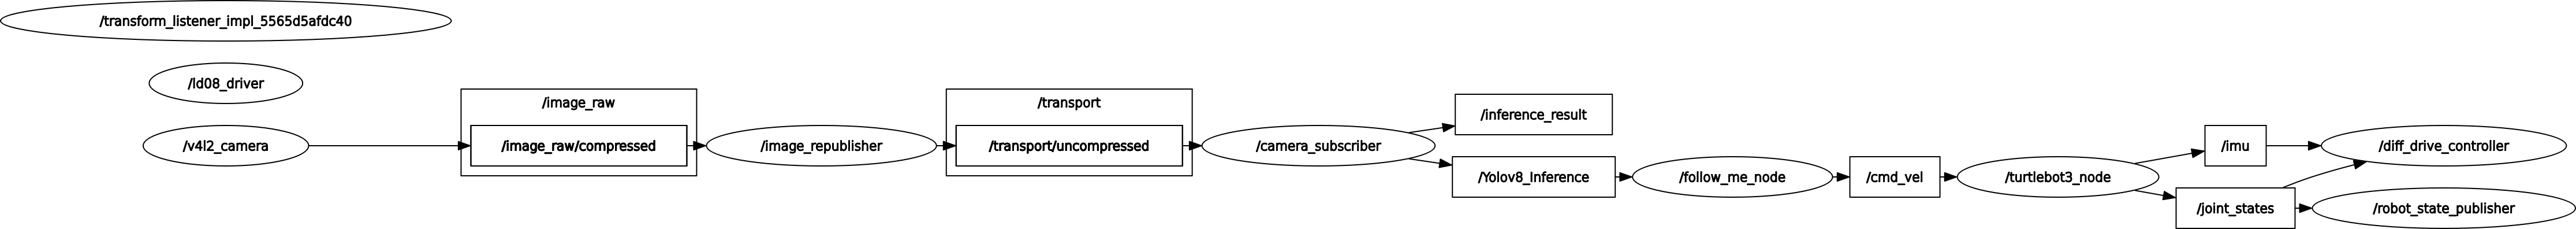 /transform_listener_impl_5565d5afdc40
/ld08_driver
/v4l2_camera
/image_raw
/image_raw/compressed
/image_republisher
/transport
/transport/uncompressed
/camera_subscriber
/inference_result
/Yolov8_Inference
/follow_me_node
/cmd_vel
/turtlebot3_node
/imu
/joint_states
/diff_drive_controller
/robot_state_publisher